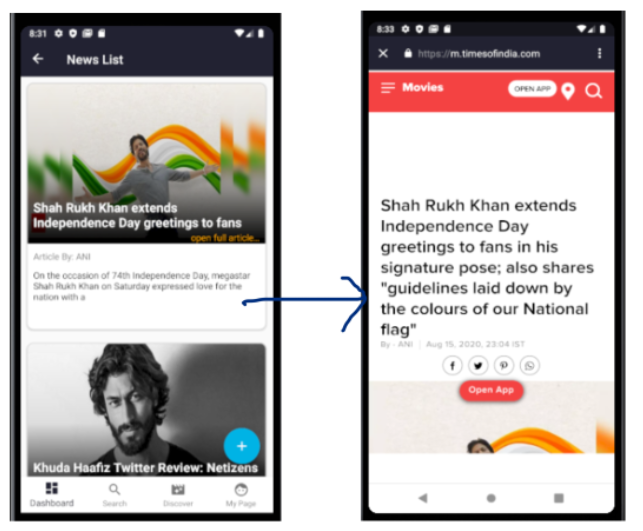 8:31
News List
Shah Rukh Khan extends
Independence Day greetings to fans
open full article...
Article By: ANI
On the occasion of 74th Independence Day, megastar
Shah Rukh Khan on Saturday expressed love for the
nation with a
+
Khuda Haafiz Twitter Review: Netizens
Dashboard
Search
Discover
My Page
8:33
https://m.timesofindia.com
Movies
OPEN APP
Shah Rukh Khan extends
Independence Day
greetings to fans in his
signature pose; also shares
"guidelines laid down by
the colours of our National
flag"
By - ANI | Aug 15, 2020, 23:04 IST
Open App